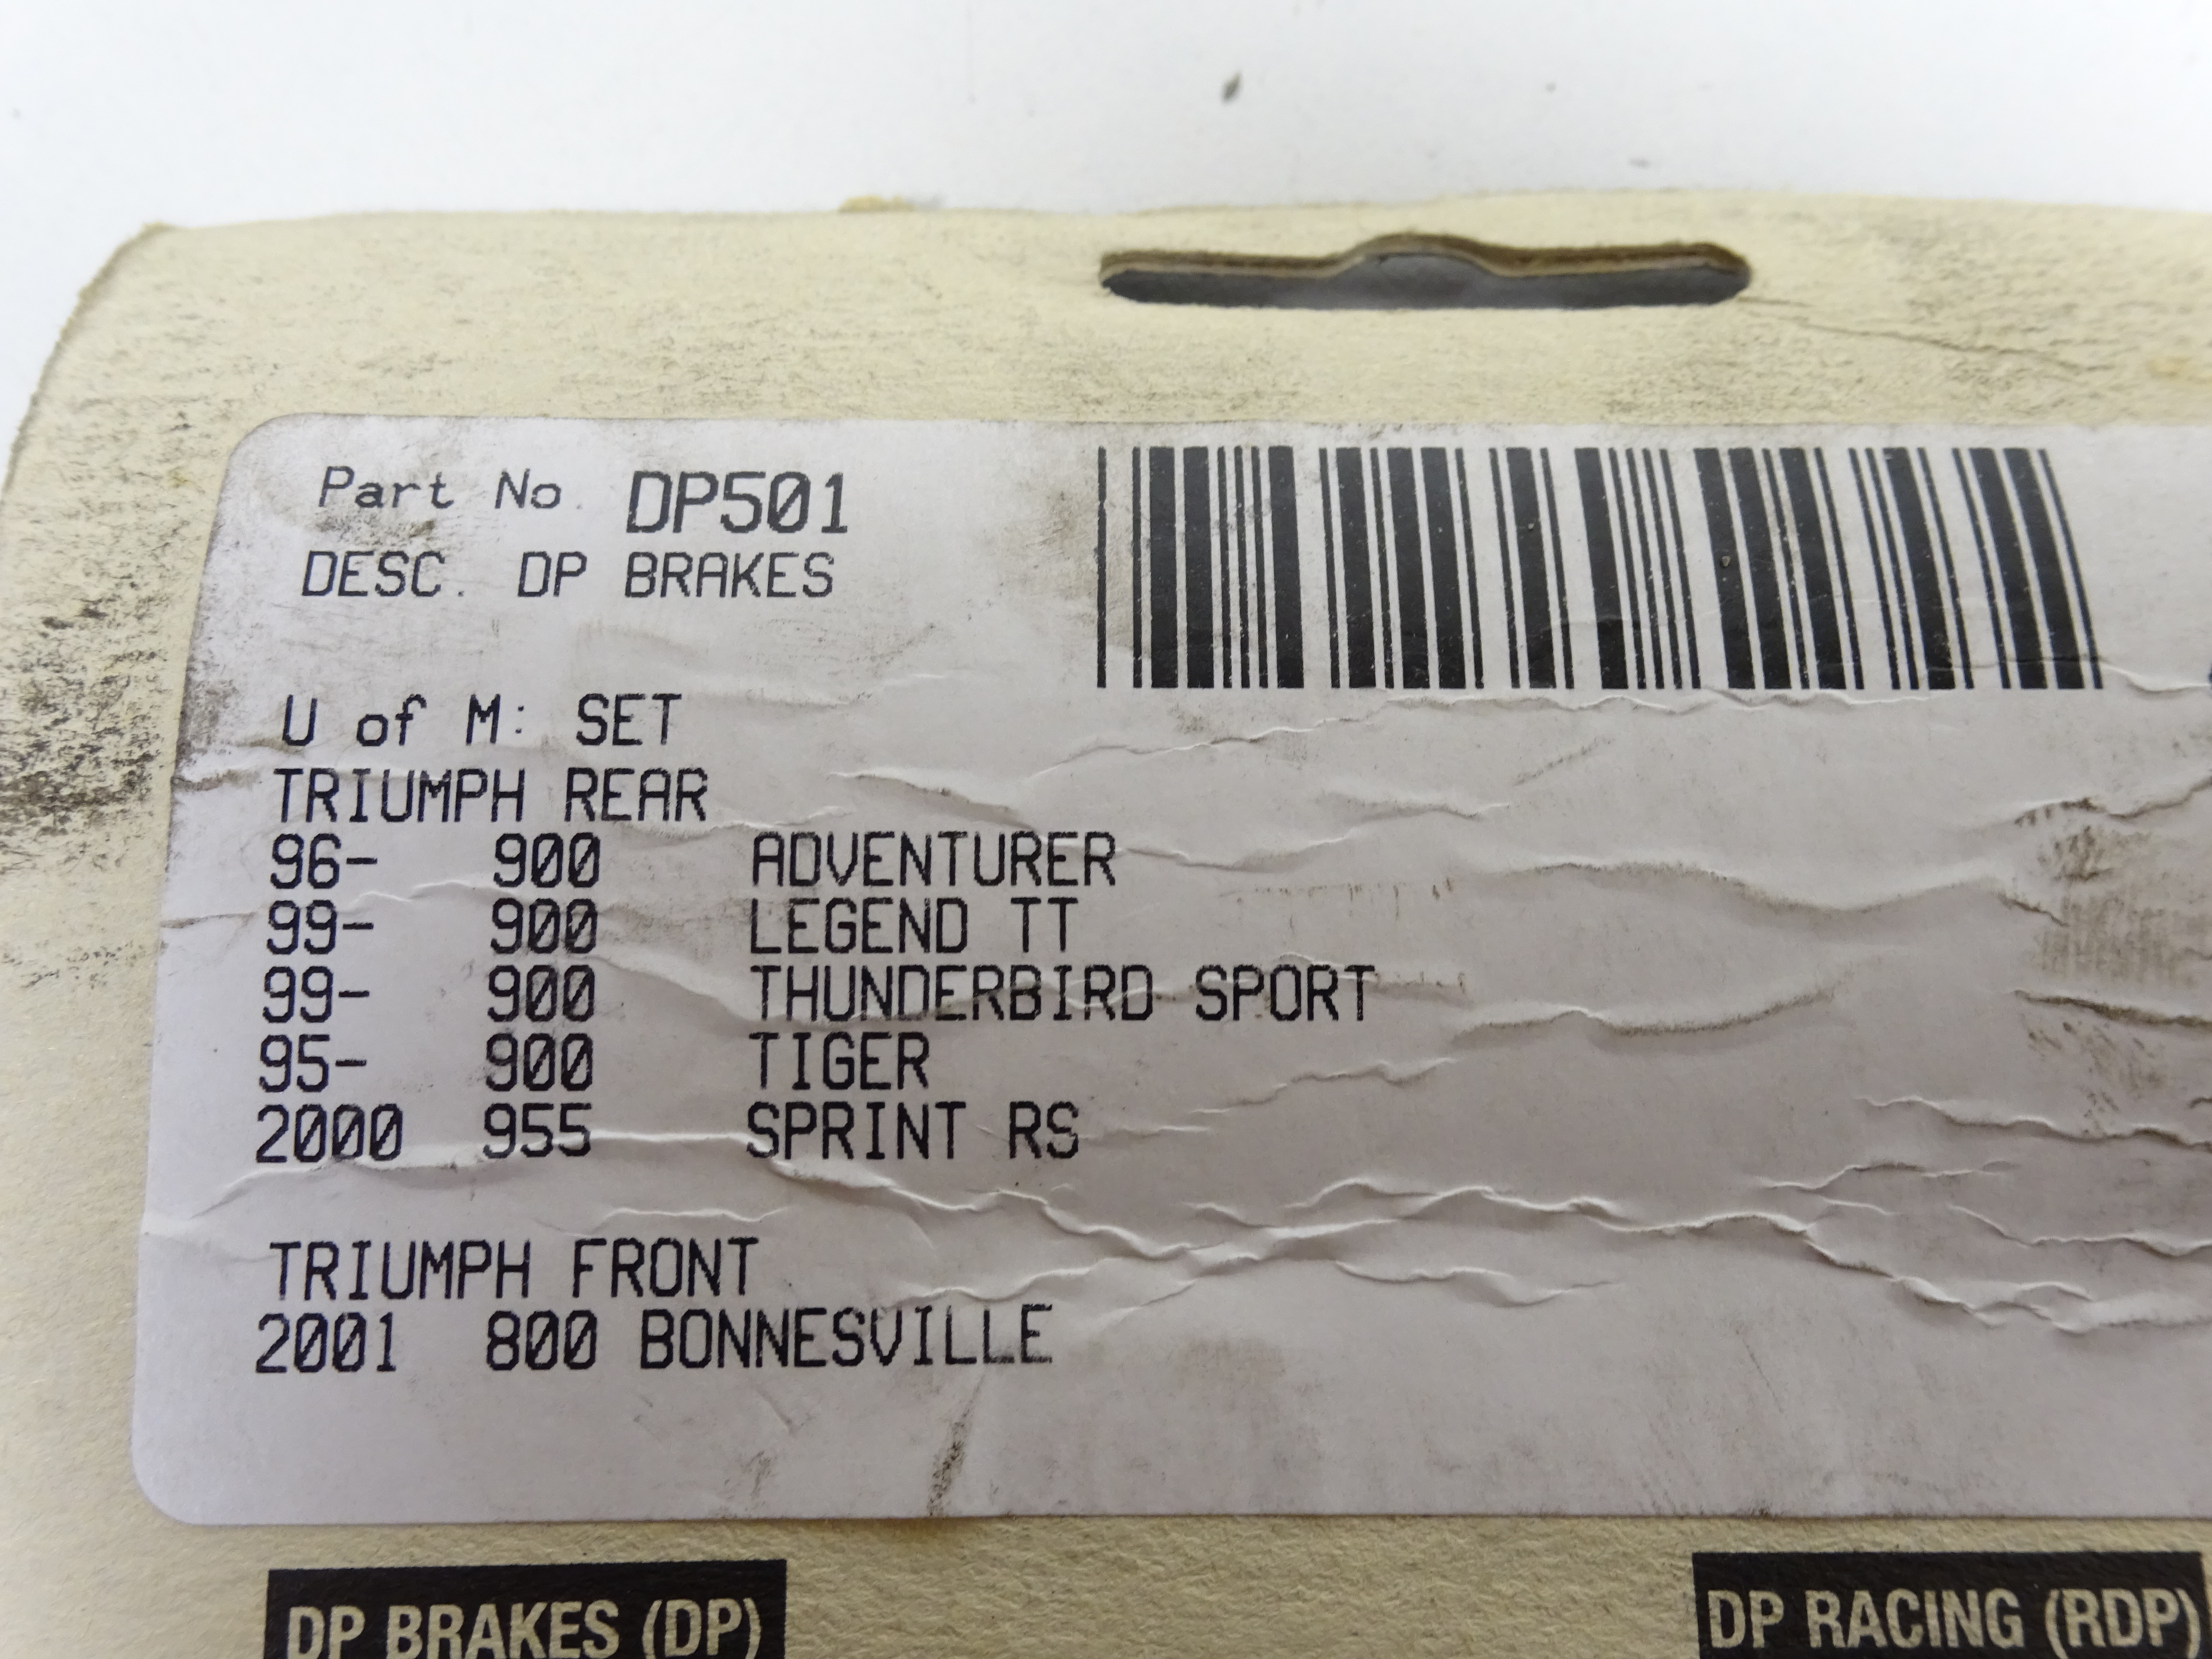 Part No. DP501
DESC. DP BRAKES
U of M: SET
TRIUMPH REAR
96- 900 ADVENTURER
99- 900 LEGEND TT
99- 900 THUNDERBIRD SPORT
95- 900 TIGER
2000 955 SPRINT RS
TRIUMPH FRONT
2001 800 BONNESVILLE
DP BRAKES (DP)
DP RACING (RDP)